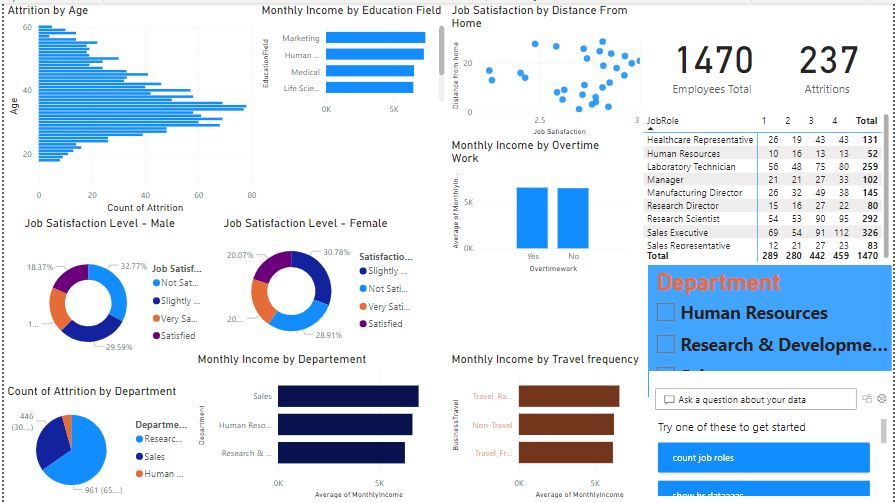 Attrition by Age
60
40
20
Age
0 20 40 60 80
Count of Attrition
Monthly Income by Education Field
EducationField
Marketing
Human ...
Medical
Life Scie...
0K 5K
Job Satisfaction by Distance From
Home
Distance from home
20
0
2.5 3
Job Satisfaction
1470
Employees Total
237
Attritions
JobRole 1 2 3 4 Total
Healthcare Representative 26 19 43 43 131
Human Resources 10 16 13 13 52
Laboratory Technician 56 48 75 80 259
Manager 21 21 27 33 102
Manufacturing Director 26 32 49 38 145
Research Director 15 16 27 22 80
Research Scientist 54 53 90 95 292
Sales Executive 69 54 91 112 326
Sales Representative 12 21 27 23 83
Total 289 280 442 459 1470
Monthly Income by Overtime
Work
Average of MonthlyIn...
5K
0K
Yes No
Overtimework
Job Satisfaction Level - Male
18.37%
32.77%
1...
29.59%
Job Satisf...
Not Sat...
Slightly ...
Very Sa...
Satisfied
Job Satisfaction Level - Female
20.07%
30.78%
20....
28.91%
Satisfactio...
Slightly ...
Not Sati...
Very Sati...
Satisfied
Department
Human Resources
Research & Developme...
Count of Attrition by Department
446
(30....)
961 (65....)
Departme...
Researc...
Sales
Human ...
Monthly Income by Departement
Department
Sales
Human Reso...
Research & ...
0K 5K
Average of MonthlyIncome
Monthly Income by Travel frequency
BusinessTravel
Travel_Ra...
Non-Travel
Travel_Fr...
0K 5K
Average of MonthlyIncome
Ask a question about your data
Try one of these to get started
count job roles